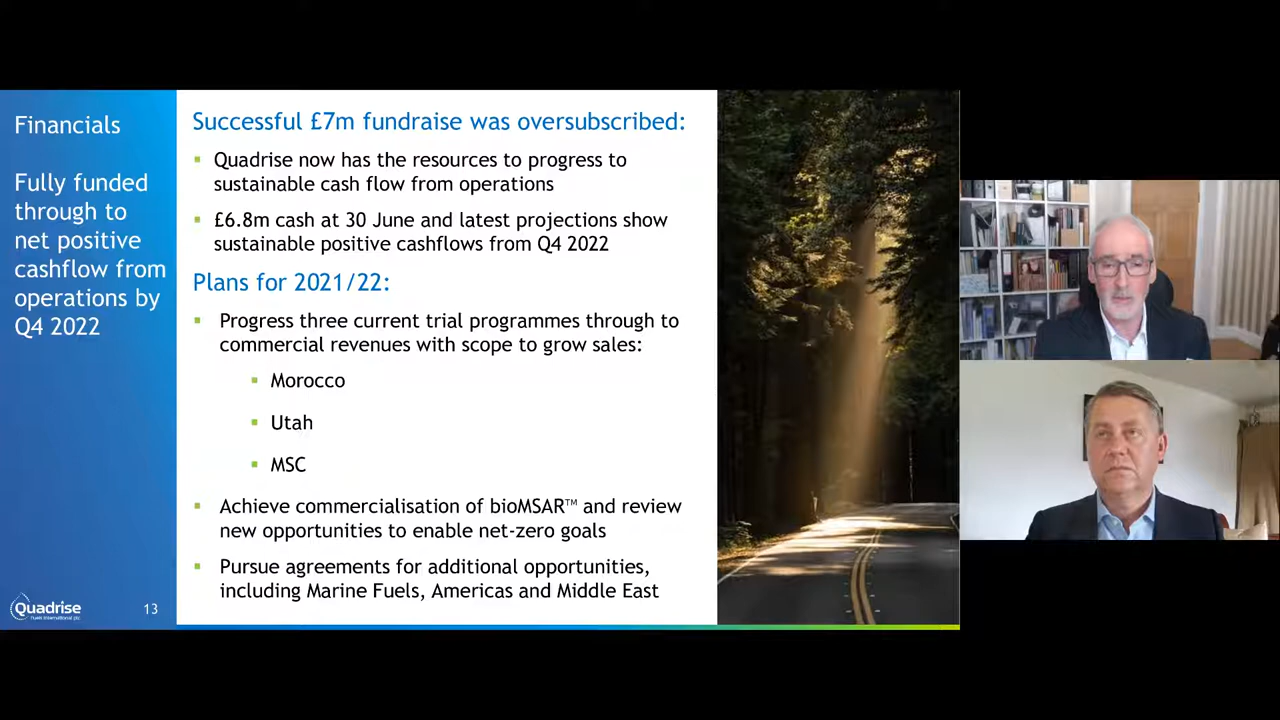 Financials
Fully funded
through to
net positive
cashflow from
operations by
Q4 2022
Quadrise
Fuels International plc
13
Successful £7m fundraise was oversubscribed:
Quadrise now has the resources to progress to
sustainable cash flow from operations
£6.8m cash at 30 June and latest projections show
sustainable positive cashflows from Q4 2022
Plans for 2021/22:
Progress three current trial programmes through to
commercial revenues with scope to grow sales:
Morocco
Utah
MSC
Achieve commercialisation of bioMSAR™ and review
new opportunities to enable net-zero goals
Pursue agreements for additional opportunities,
including Marine Fuels, Americas and Middle East